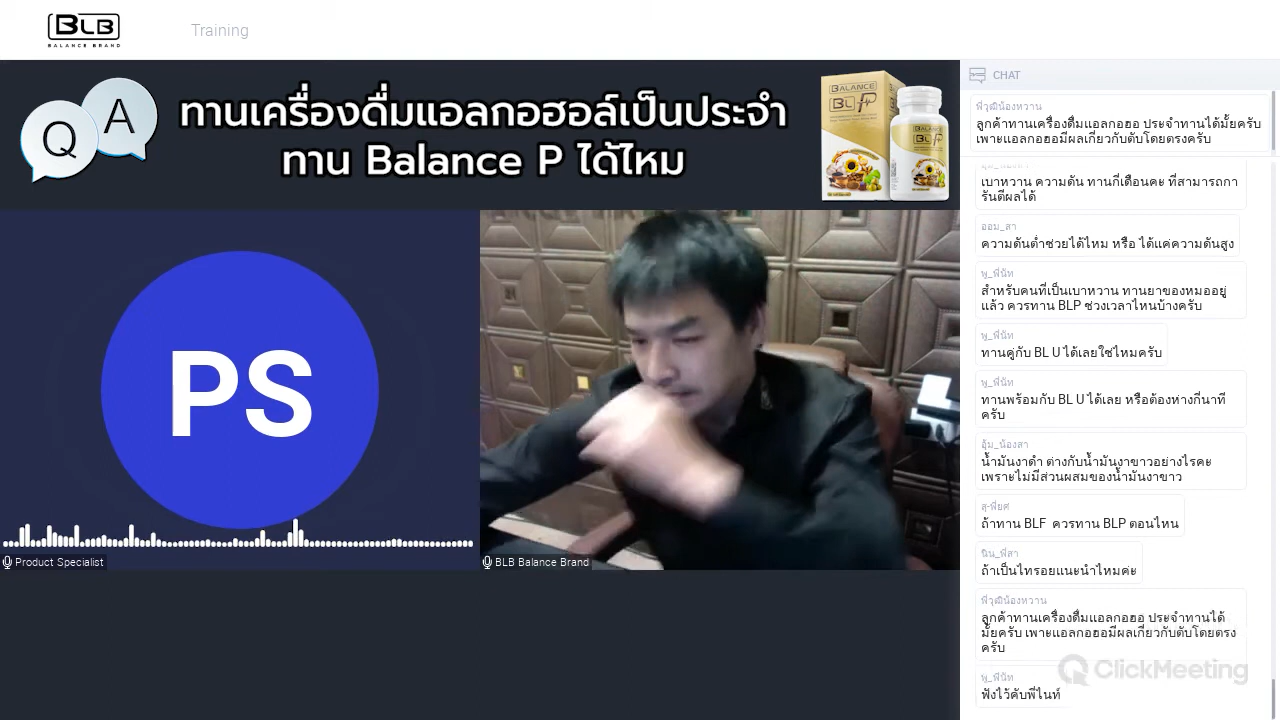 BLB
BALANCE BRAND
Training
Q
A
ทานเครื่องดื่มแอลกอฮอล์เป็นประจำ
ทาน Balance P ได้ไหม
BALANCE
BL P
BALANCE
BL P
PS
Product Specialist
BLB Balance Brand
CHAT
พี่วุฒิน้องหวาน
ลูกค้าทานเครื่องดื่มแอลกอฮอ ประจำทานได้มั้ยครับ
เพาะแอลกอฮอมีผลเกี่ยวกับตับโดยตรงครับ
เบาหวาน ความดัน ทานกี่เดือนคะ ที่สามารถกา
รันตีผลได้
ออม_สา
ความดันต่ำช่วยได้ไหม หรือ ได้แค่ความดันสูง
พู_พี่นัท
สำหรับคนที่เป็นเบาหวาน ทานยาของหมออยู่
แล้ว ควรทาน BLP ช่วงเวลาไหนบ้างครับ
พู_พี่นัท
ทานคู่กับ BL U ได้เลยใช่ไหมครับ
พู_พี่นัท
ทานพร้อมกับ BL U ได้เลย หรือต้องห่างกี่นาที
ครับ
อุ้ม_น้องสา
น้ำมันงาดำ ต่างกับน้ำมันงาขาวอย่างไรคะ
เพราะไม่มีส่วนผสมของน้ำมันงาขาว
สุ-พี่ยศ
ถ้าทาน BLF ควรทาน BLP ตอนไหน
นิน_พี่สา
ถ้าเป็นไทรอยแนะนำไหมค่ะ
พี่วุฒิน้องหวาน
ลูกค้าทานเครื่องดื่มแอลกอฮอ ประจำทานได้
มั้ยครับ เพาะแอลกอฮอมีผลเกี่ยวกับตับโดยตรง
ครับ
พู_พี่นัท
ฟังไว้คับพี่ไนท์
ClickMeeting